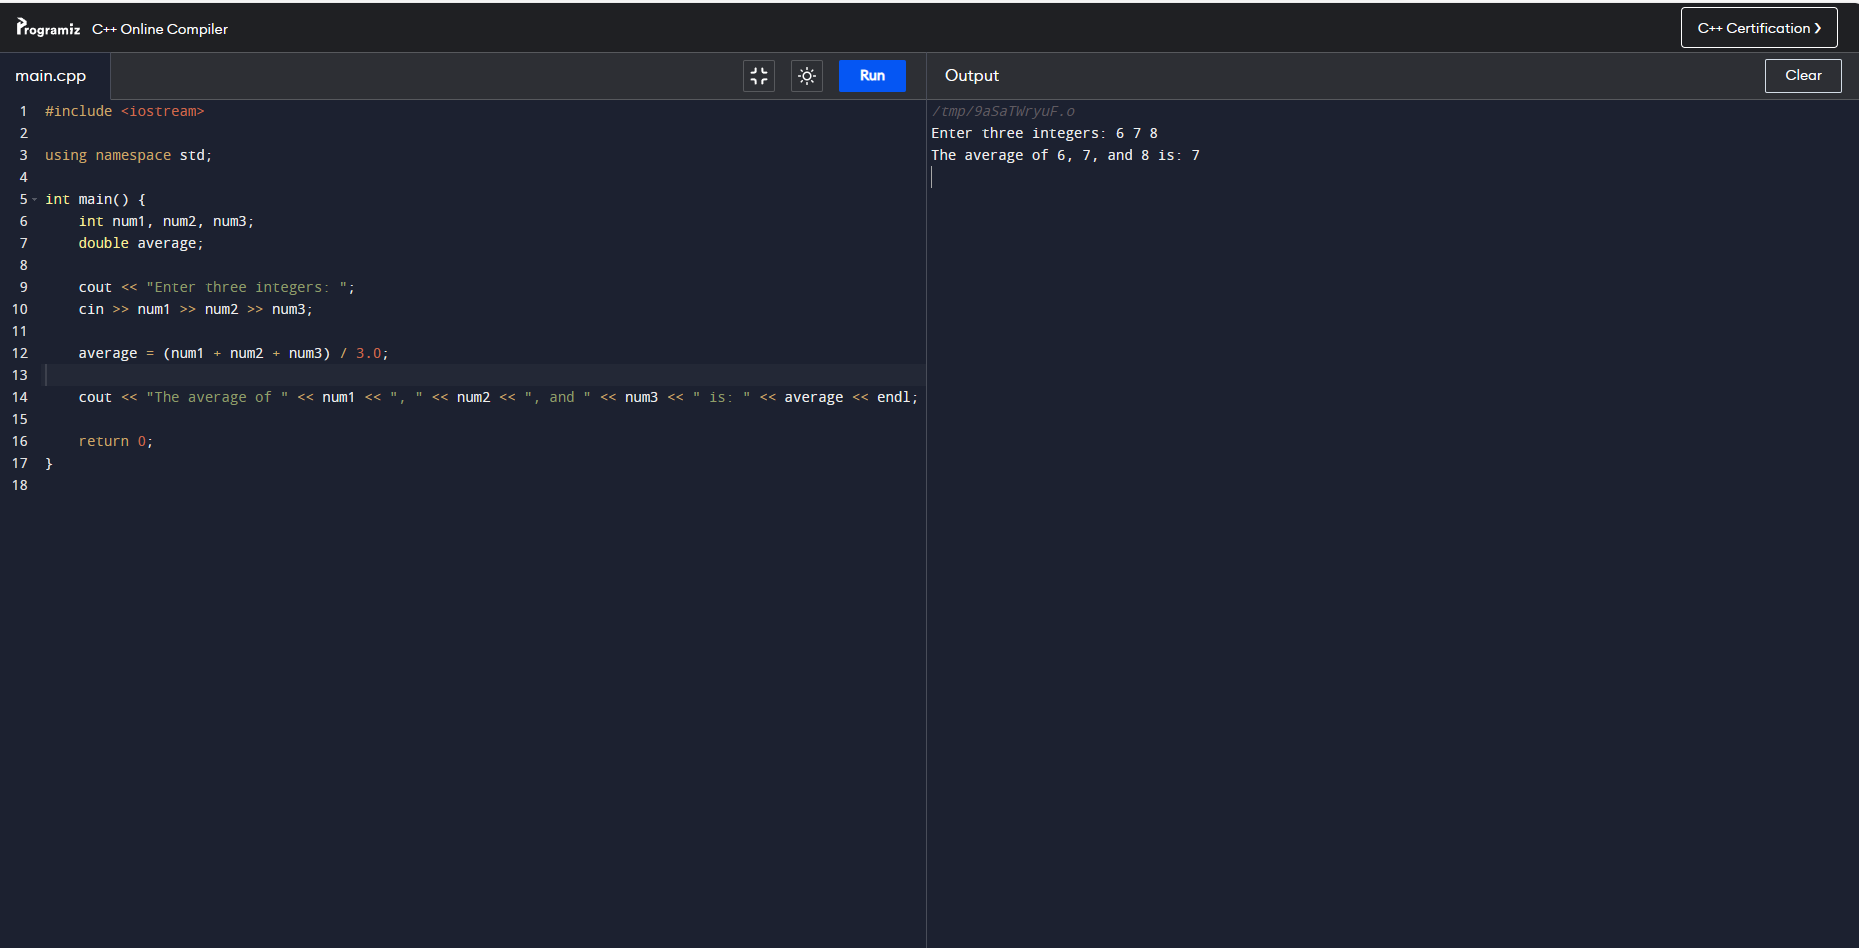 Programiz C++ Online Compiler
C++ Certification ❯
main.cpp
Run
Output
Clear
1 #include <iostream>
2
3 using namespace std;
4
5 int main() {
6     int num1, num2, num3;
7     double average;
8
9     cout << "Enter three integers: ";
10     cin >> num1 >> num2 >> num3;
11
12     average = (num1 + num2 + num3) / 3.0;
13
14     cout << "The average of " << num1 << ", " << num2 << ", and " << num3 << " is: " << average << endl;
15
16     return 0;
17 }
18
/tmp/9aSaTWryuF.o
Enter three integers: 6 7 8
The average of 6, 7, and 8 is: 7